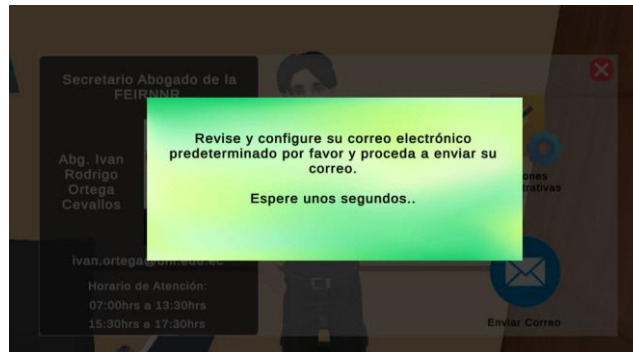 Secretario Abogado de la
FEIRNNR
Abg. Ivan
Rodrigo
Ortega
Cevallos
ivan.ortega@unl.edu.ec
Horario de Atención:
07:00hrs a 13:30hrs
15:30hrs a 17:30hrs
Revise y configure su correo electrónico
predeterminado por favor y proceda a enviar su
correo.
Espere unos segundos..
Enviar Correo